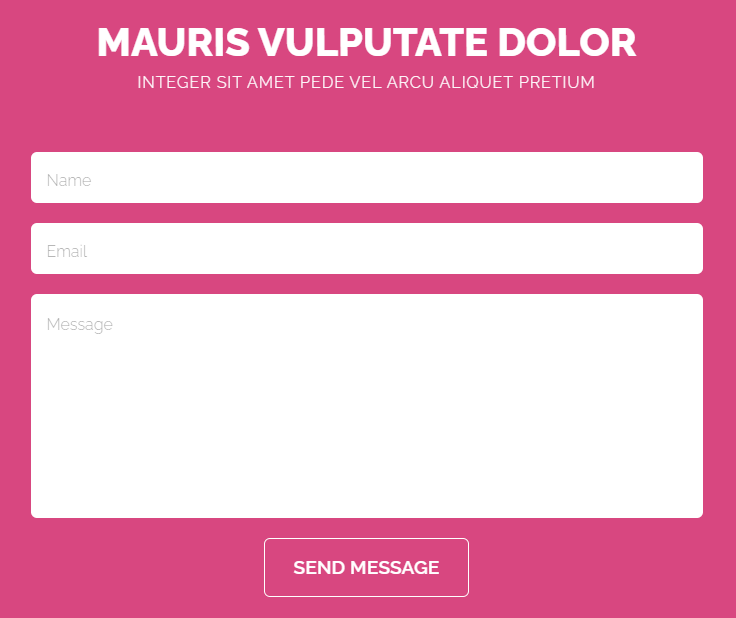 MAURIS VULPUTATE DOLOR
INTEGER SIT AMET PEDE VEL ARCU ALIQUET PRETIUM
Name
Email
Message
SEND MESSAGE